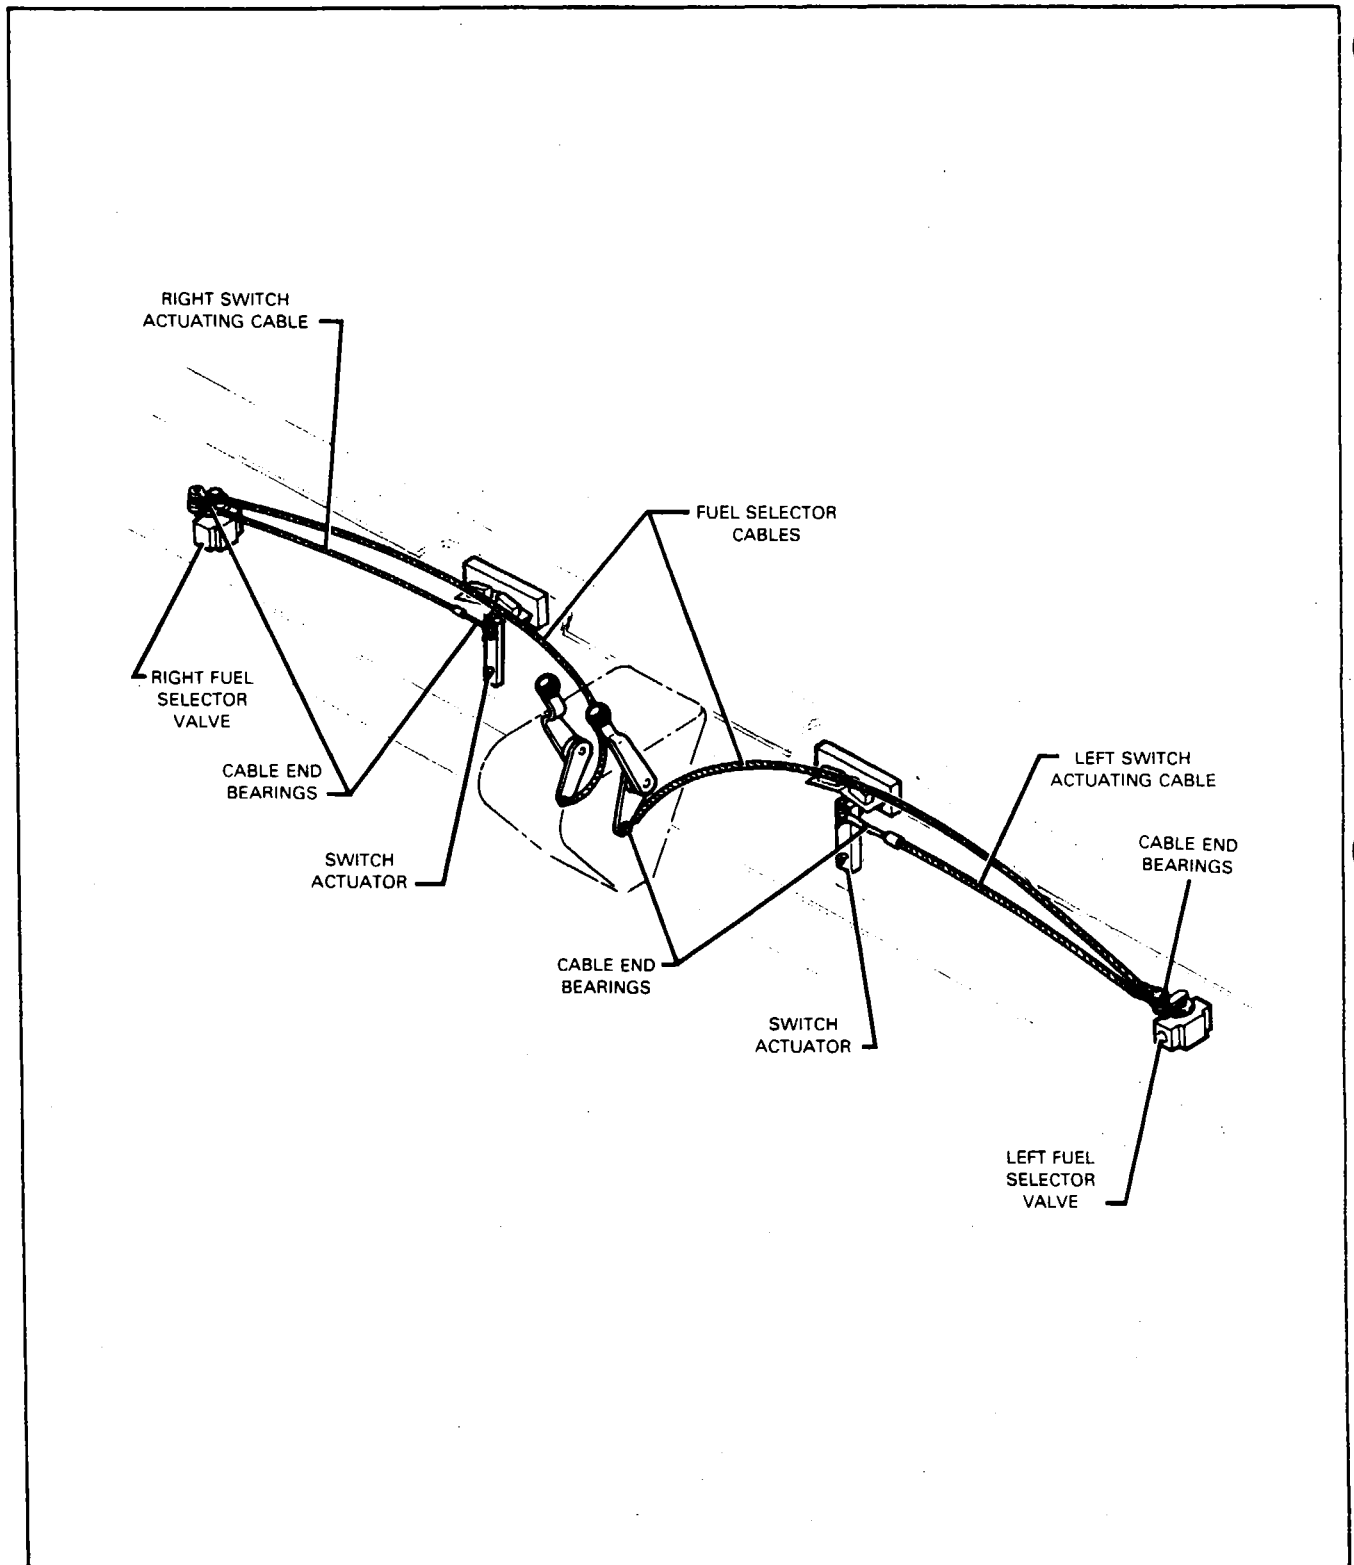 RIGHT SWITCH
ACTUATING CABLE
FUEL SELECTOR
CABLES
RIGHT FUEL
SELECTOR
VALVE
CABLE END
BEARINGS
LEFT SWITCH
ACTUATING CABLE
CABLE END
BEARINGS
SWITCH
ACTUATOR
CABLE END
BEARINGS
SWITCH
ACTUATOR
LEFT FUEL
SELECTOR
VALVE